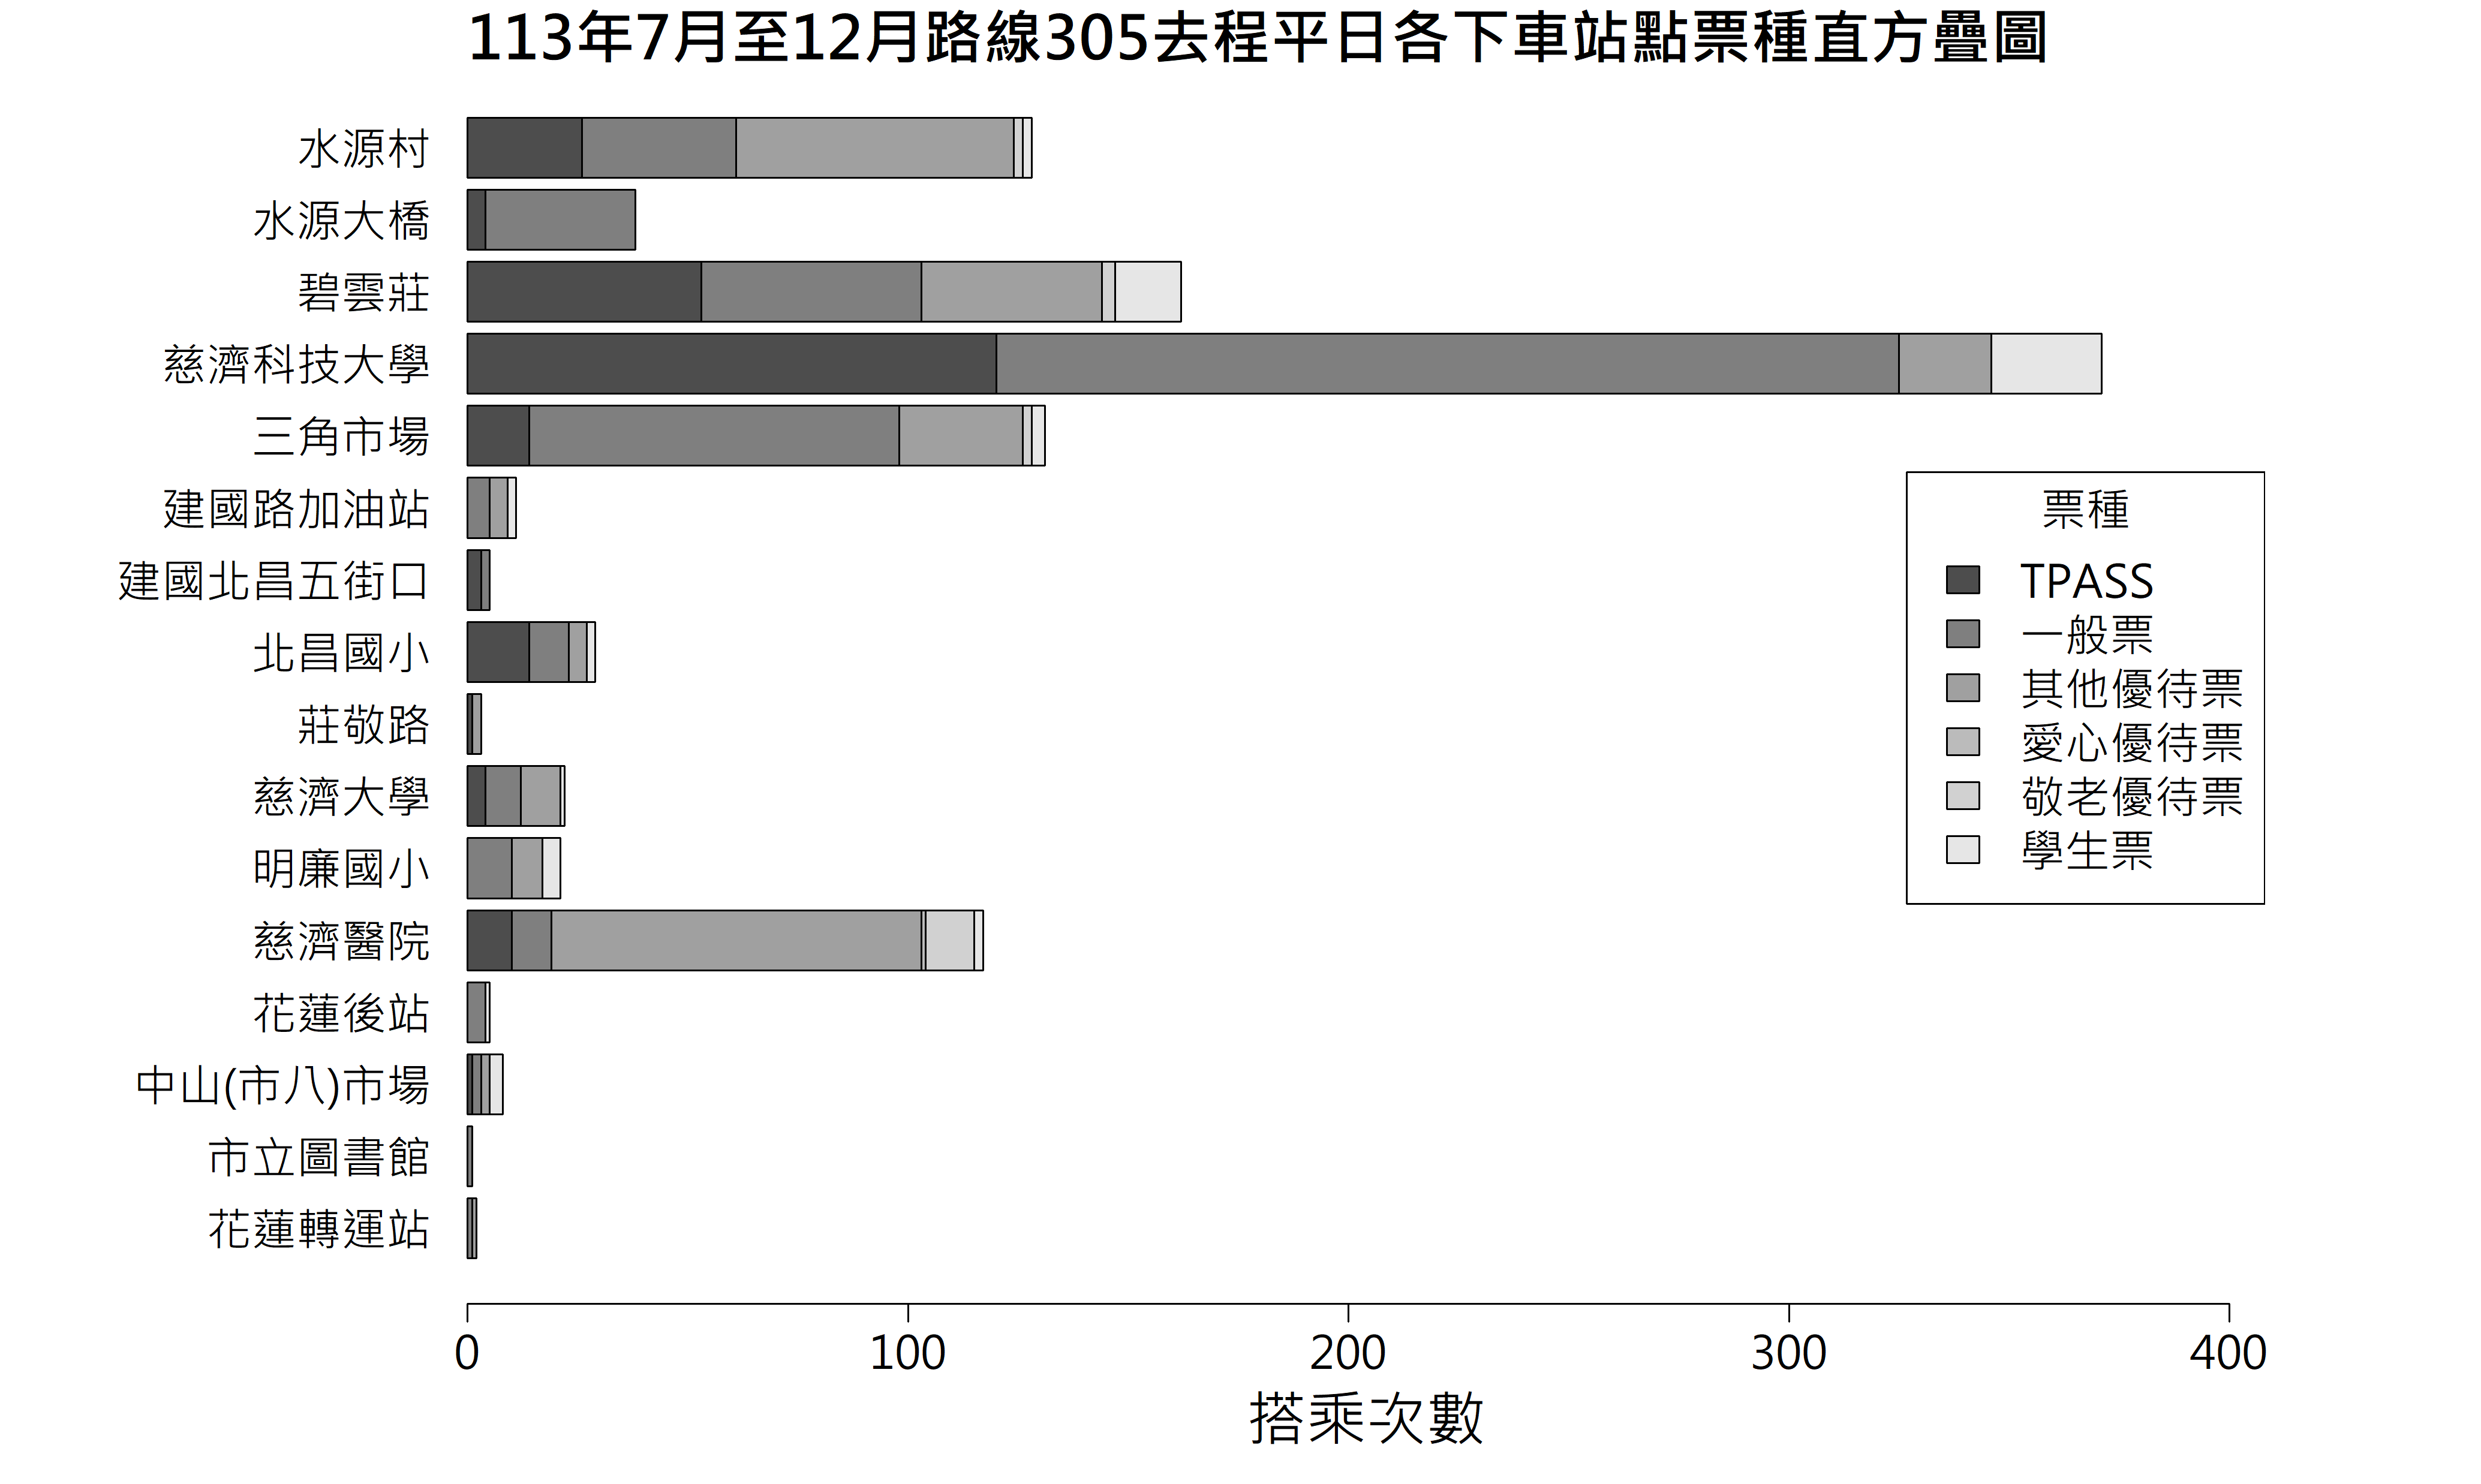 113年7月至12月路線305去程平日各下車站點票種直方疊圖
水源村
水源大橋
碧雲莊
慈濟科技大學
三角市場
建國路加油站
建國北昌五街口
北昌國小
莊敬路
慈濟大學
明廉國小
慈濟醫院
花蓮後站
中山(市八)市場
市立圖書館
花蓮轉運站
票種
TPASS
一般票
其他優待票
愛心優待票
敬老優待票
學生票
0 100 200 300 400
搭乘次數